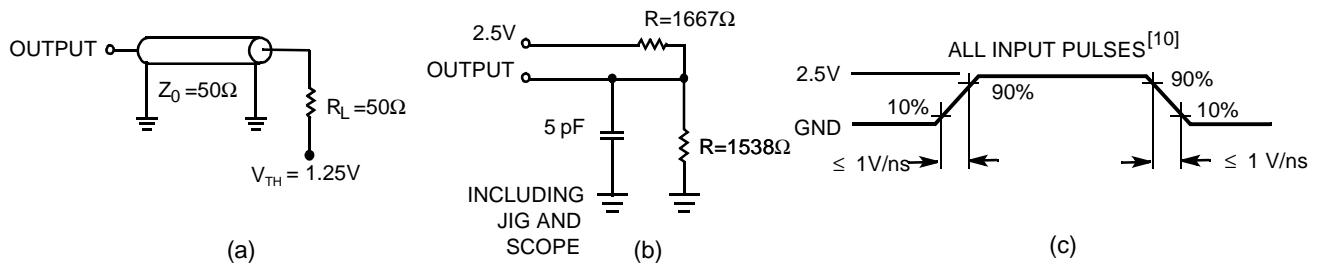 OUTPUT
Z0 = 50Ω
RL = 50Ω
VTH = 1.25V
(a)
R=1667Ω
2.5V
OUTPUT
5 pF
R=1538Ω
INCLUDING
JIG AND
SCOPE
(b)
ALL INPUT PULSES[10]
2.5V
90%
90%
10%
10%
GND
≤ 1V/ns
≤ 1 V/ns
(c)